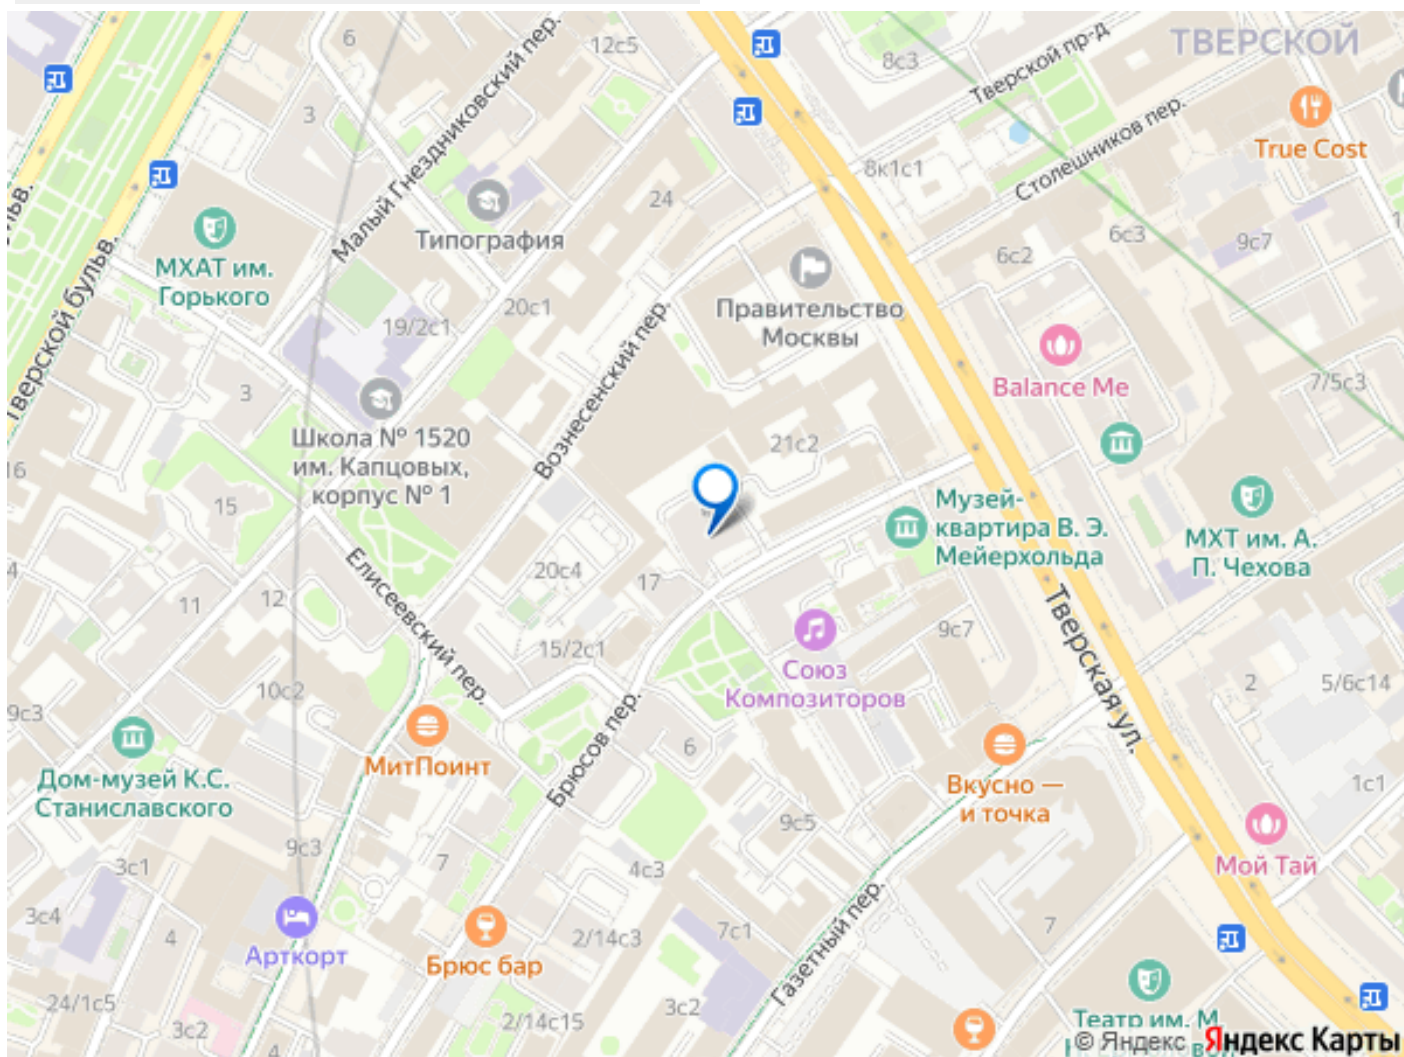 6
12с5
8с3
Тверской пр-д
ТВЕРСКОЙ
Столешников пер.
True Cost
3
Малый Гнездниковский пер.
8к1с1
24
Типография
МХАТ им.
Горького
Тверской бульв.
6с2
6с3
9с7
Правительство
Москвы
20с1
19/2с1
Вознесенский пер.
Balance Me
7/5с3
3
Школа № 1520
им. Капцовых,
корпус № 1
21с2
16
15
Музей-
квартира В. Э.
Мейерхольда
МХТ им. А.
П. Чехова
Елисеевский пер.
20с4
17
11
12
15/2с1
9с7
Тверская ул.
Союз
Композиторов
2
5/6с14
10с2
9с3
Дом-музей К.С.
Станиславского
МитПоинт
Брюсов пер.
6
Вкусно —
и точка
1с1
9с5
9с3
7
4с3
Мой Тай
3с1
3с4
4
Арткорт
Брюс бар
2/14с3
7с1
Газетный пер.
7
24/1с5
3с2
4
2/14с15
3с2
Театр им. М.
© Яндекс Яндекс Карты